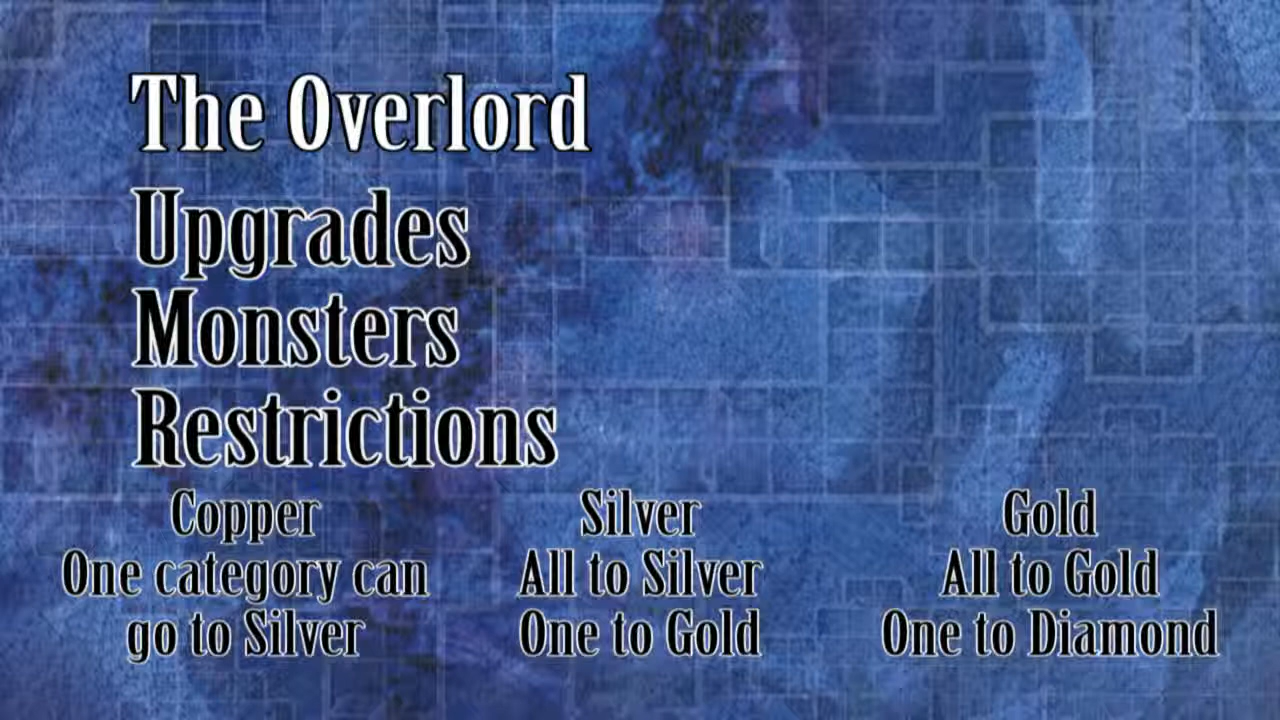 The Overlord
Upgrades
Monsters
Restrictions
Copper
One category can
go to Silver
Silver
All to Silver
One to Gold
Gold
All to Gold
One to Diamond